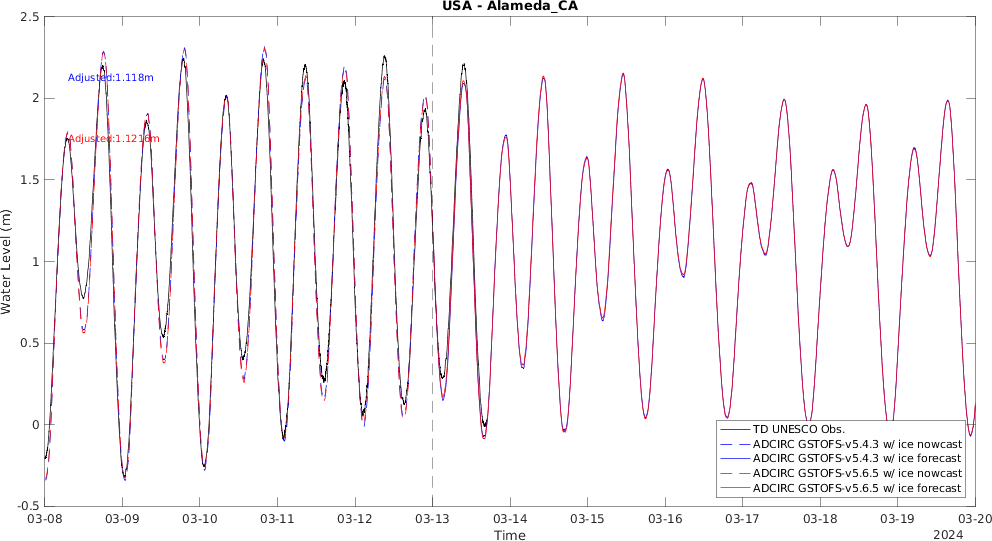 USA - Alameda_CA
2.5
2
1.5
1
0.5
0
-0.5
Water Level (m)
Adjusted:1.118m
Adjusted:1.1216m
TD UNESCO Obs.
ADCIRC GSTOFS-v5.4.3 w/ ice nowcast
ADCIRC GSTOFS-v5.4.3 w/ ice forecast
ADCIRC GSTOFS-v5.6.5 w/ ice nowcast
ADCIRC GSTOFS-v5.6.5 w/ ice forecast
03-08 03-09 03-10 03-11 03-12 03-13 03-14 03-15 03-16 03-17 03-18 03-19 03-20
Time
2024